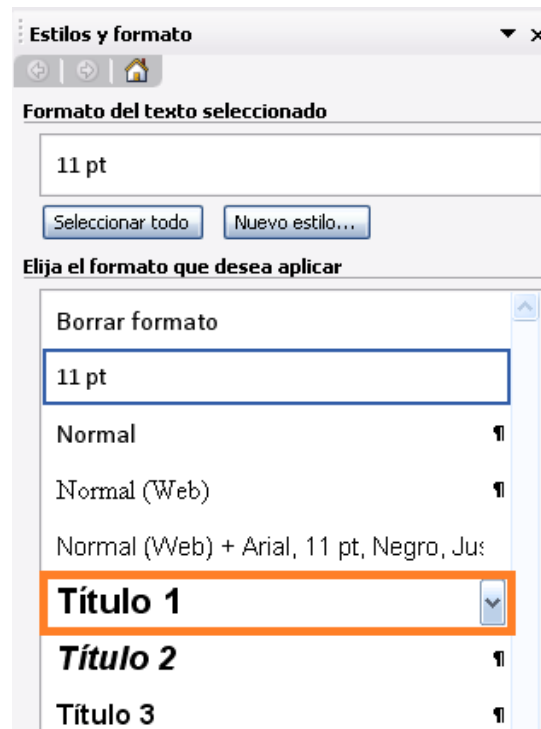 Estilos y formato
Formato del texto seleccionado
11 pt
Seleccionar todo Nuevo estilo...
Elija el formato que desea aplicar
Borrar formato
11 pt
Normal ¶
Normal (Web) ¶
Normal (Web) + Arial, 11 pt, Negro, Jus
Título 1
Título 2 ¶
Título 3 ¶